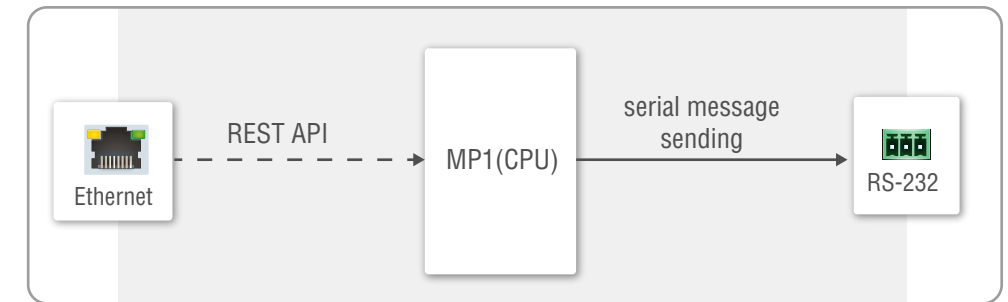 Ethernet
REST API
MP1(CPU)
serial message
sending
RS-232